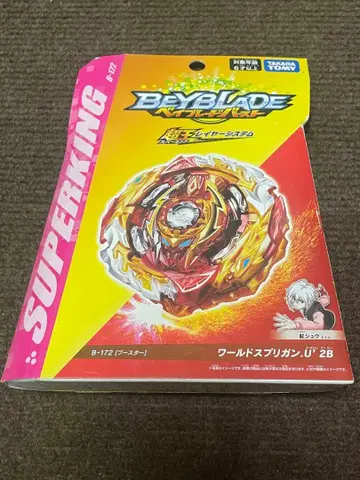 対象年齢
6才以上
TAKARA
TOMY
BEYBLADE
ベイブレードバースト
超王レイヤーシステム
SUPERKING
B-172
紅シュウ
B-172 [ブースター]
ワールドスプリガン.U' 2B